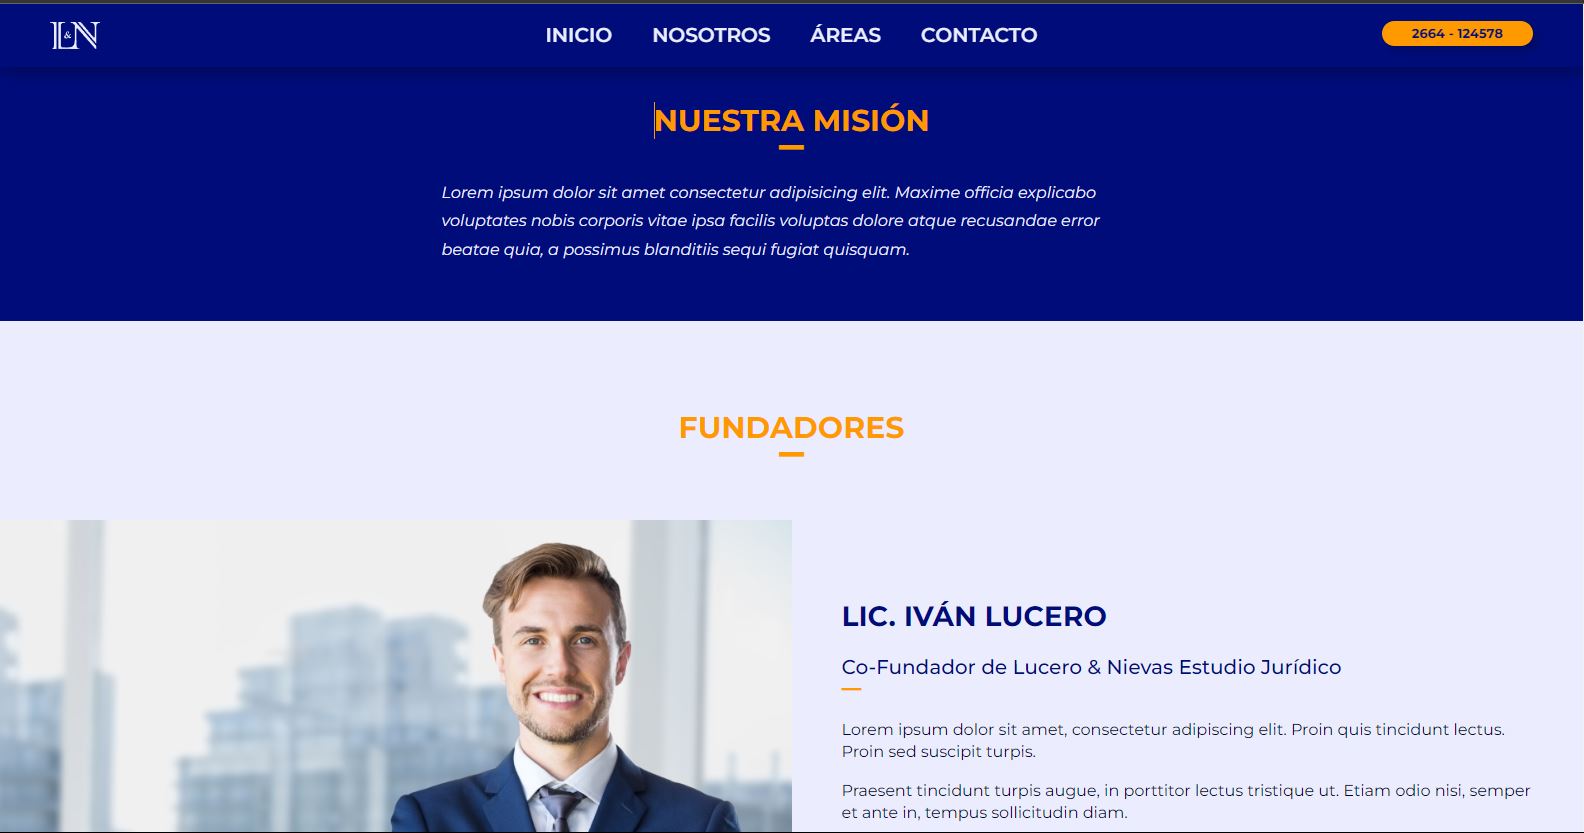 L&N
INICIO NOSOTROS ÁREAS CONTACTO
2664 - 124578
NUESTRA MISIÓN
Lorem ipsum dolor sit amet consectetur adipisicing elit. Maxime officia explicabo
voluptates nobis corporis vitae ipsa facilis voluptas dolore atque recusandae error
beatae quia, a possimus blanditiis sequi fugiat quisquam.
FUNDADORES
LIC. IVÁN LUCERO
Co-Fundador de Lucero & Nievas Estudio Jurídico
Lorem ipsum dolor sit amet, consectetur adipiscing elit. Proin quis tincidunt lectus.
Proin sed suscipit turpis.
Praesent tincidunt turpis augue, in porttitor lectus tristique ut. Etiam odio nisi, semper
et ante in, tempus sollicitudin diam.